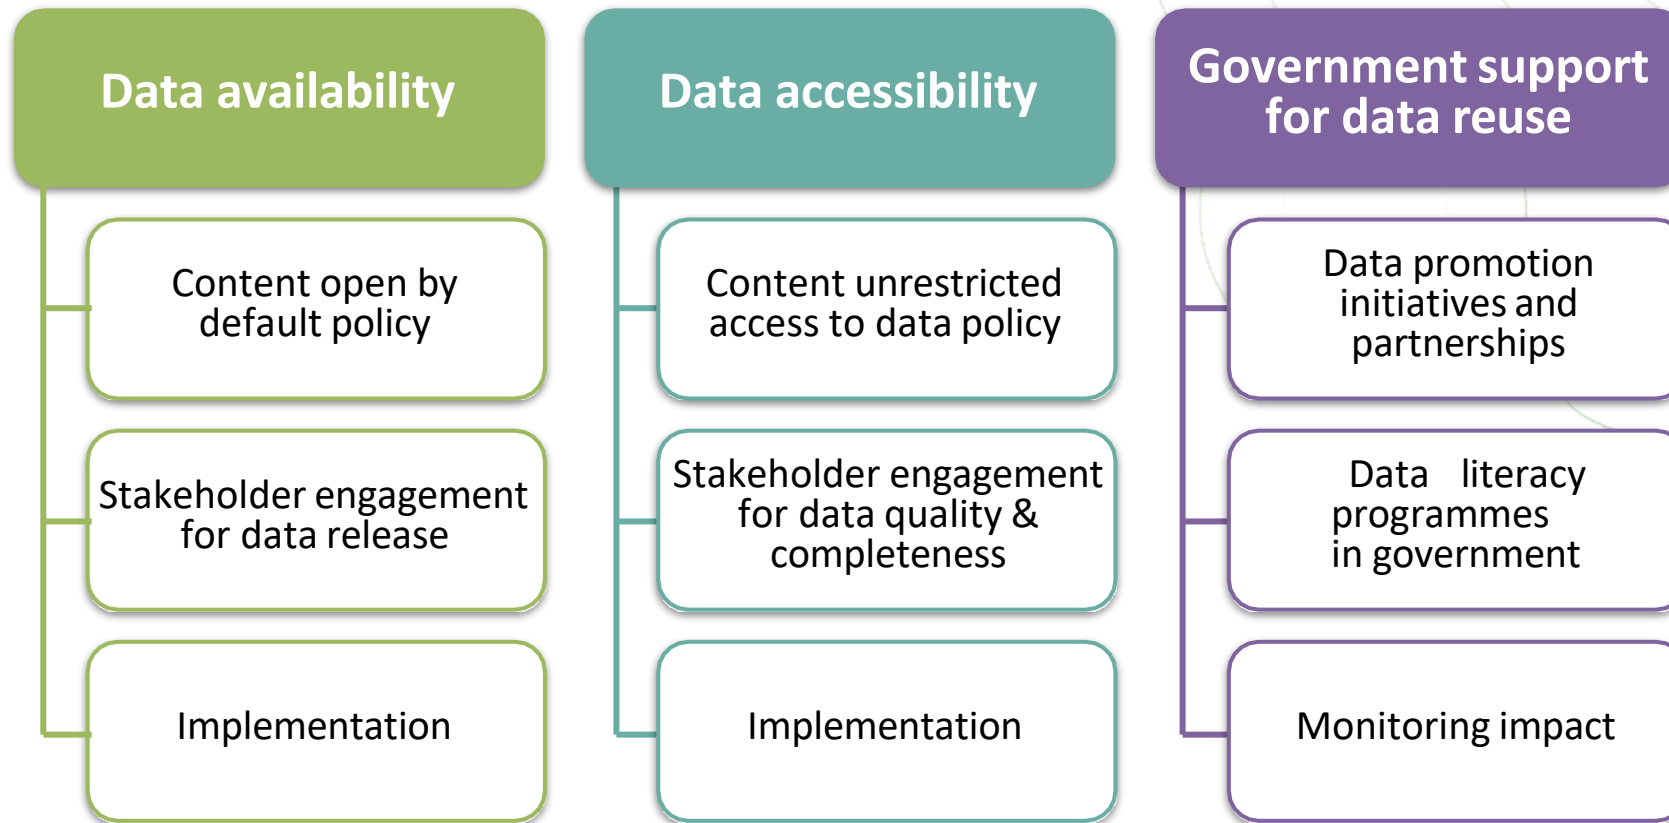 Data availability
Content open by
default policy
Stakeholder engagement
for data release
Implementation
Data accessibility
Content unrestricted
access to data policy
Stakeholder engagement
for data quality &
completeness
Implementation
Government support
for data reuse
Data promotion
initiatives and
partnerships
Data literacy
programmes
in government
Monitoring impact